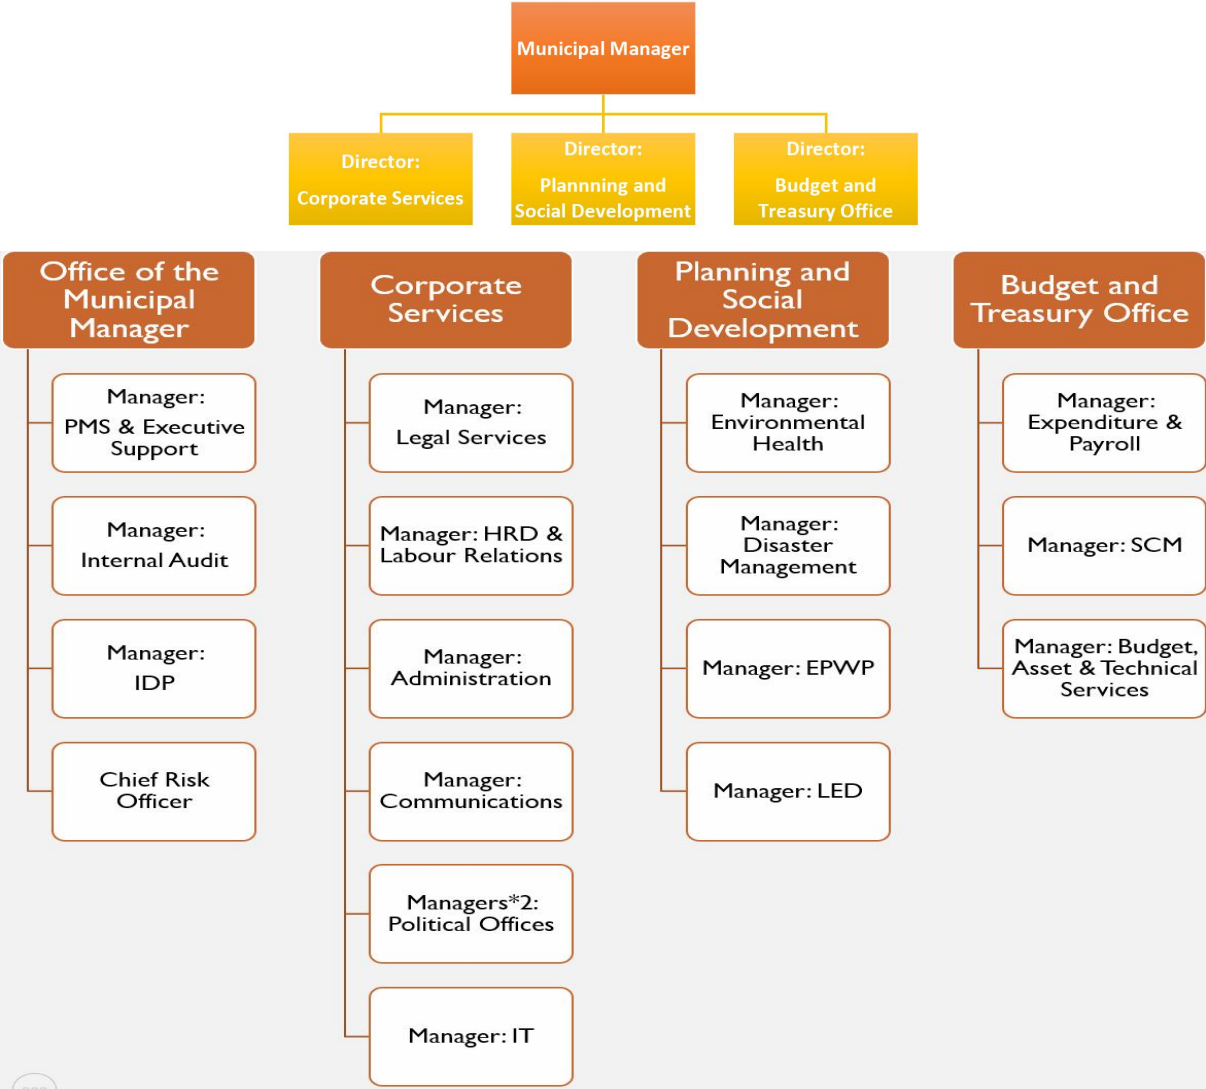 Municipal Manager
Director:
Corporate Services
Director:
Plannning and
Social Development
Director:
Budget and
Treasury Office
Office of the
Municipal
Manager
Manager:
PMS & Executive
Support
Manager:
Internal Audit
Manager:
IDP
Chief Risk
Officer
Corporate
Services
Manager:
Legal Services
Manager: HRD &
Labour Relations
Manager:
Administration
Manager:
Communications
Managers*2:
Political Offices
Manager: IT
Planning and
Social
Development
Manager:
Environmental
Health
Manager:
Disaster
Management
Manager: EPWP
Manager: LED
Budget and
Treasury Office
Manager:
Expenditure &
Payroll
Manager: SCM
Manager: Budget,
Asset & Technical
Services